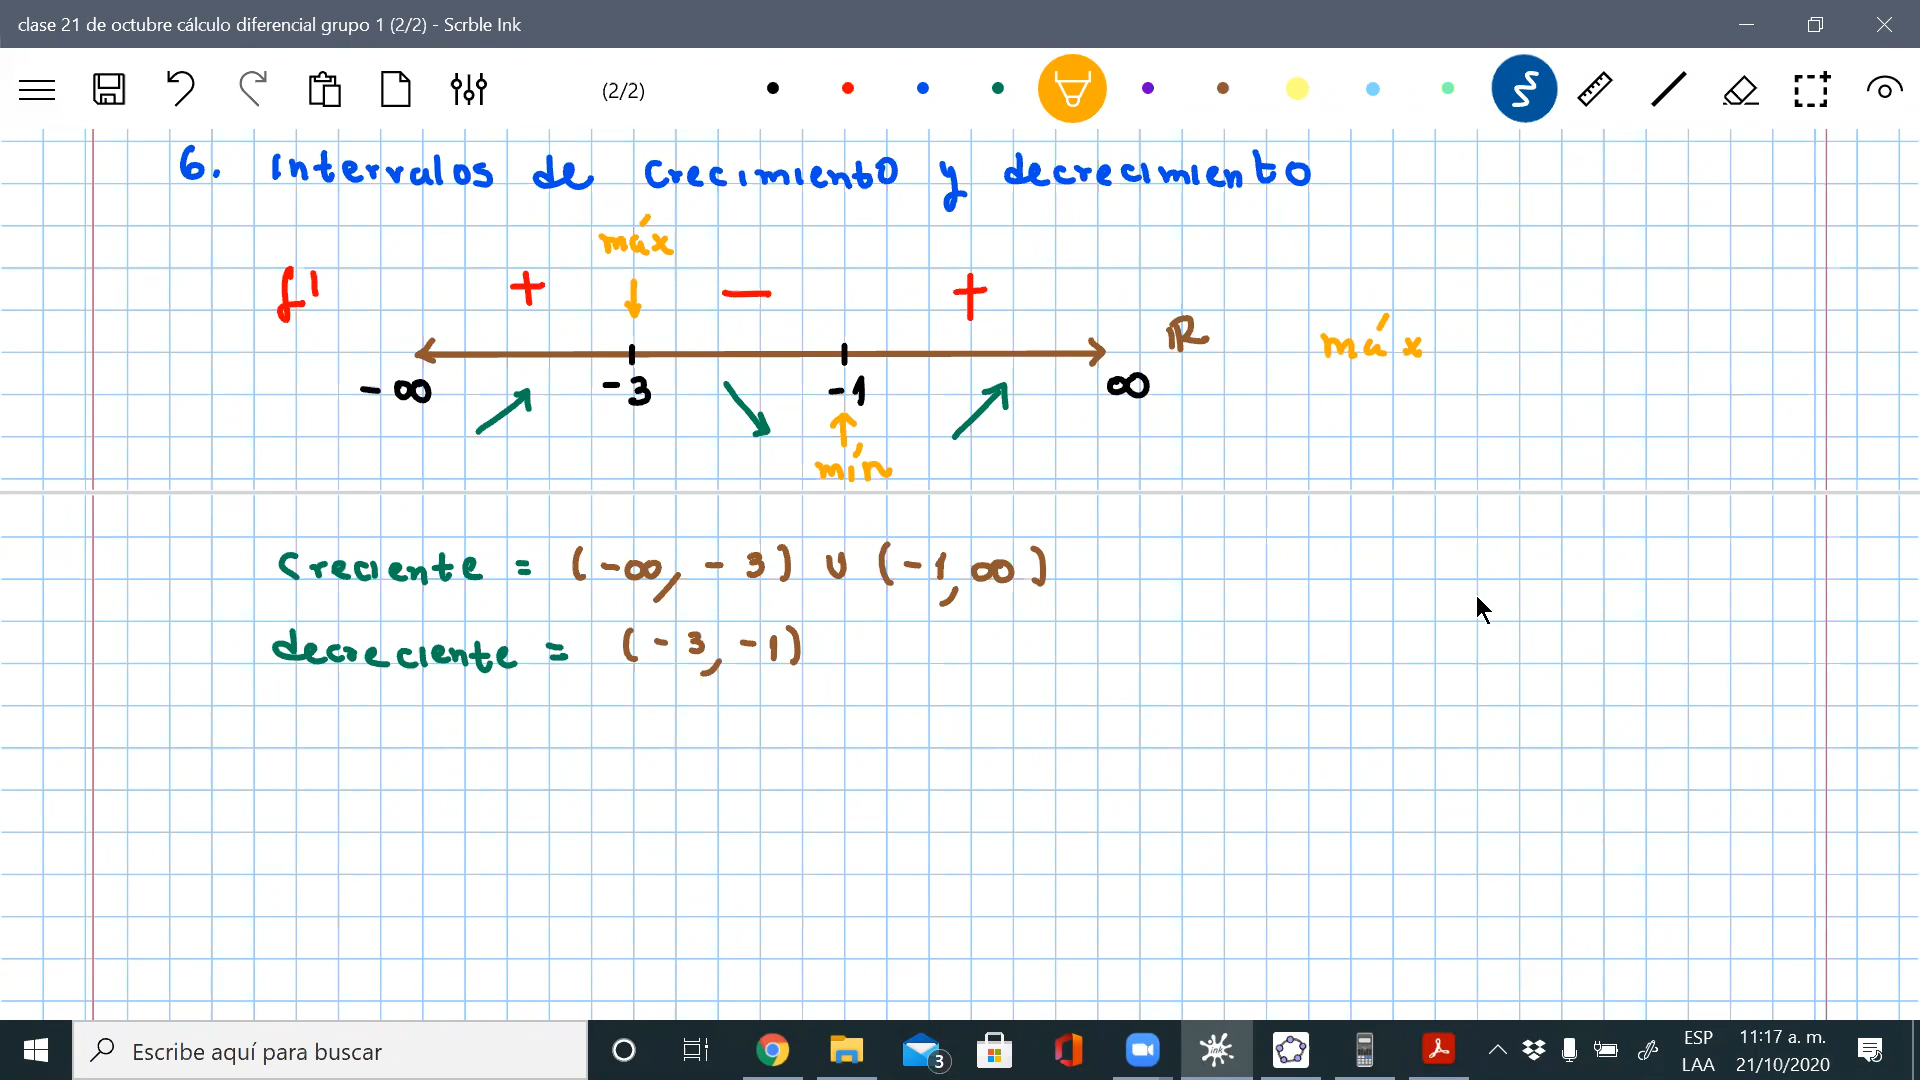 clase 21 de octubre cálculo diferencial grupo 1 (2/2) - Scrble Ink
(2/2)
6. Intervalos de crecimiento y decrecimiento
máx
f' + − +
ℝ máx
-∞ -3 -1 ∞
mín
Creciente = (-∞, -3) ∪ (-1, ∞)
decreciente = (-3, -1)
Escribe aquí para buscar
3
ESP 11:17 a. m.
LAA 21/10/2020